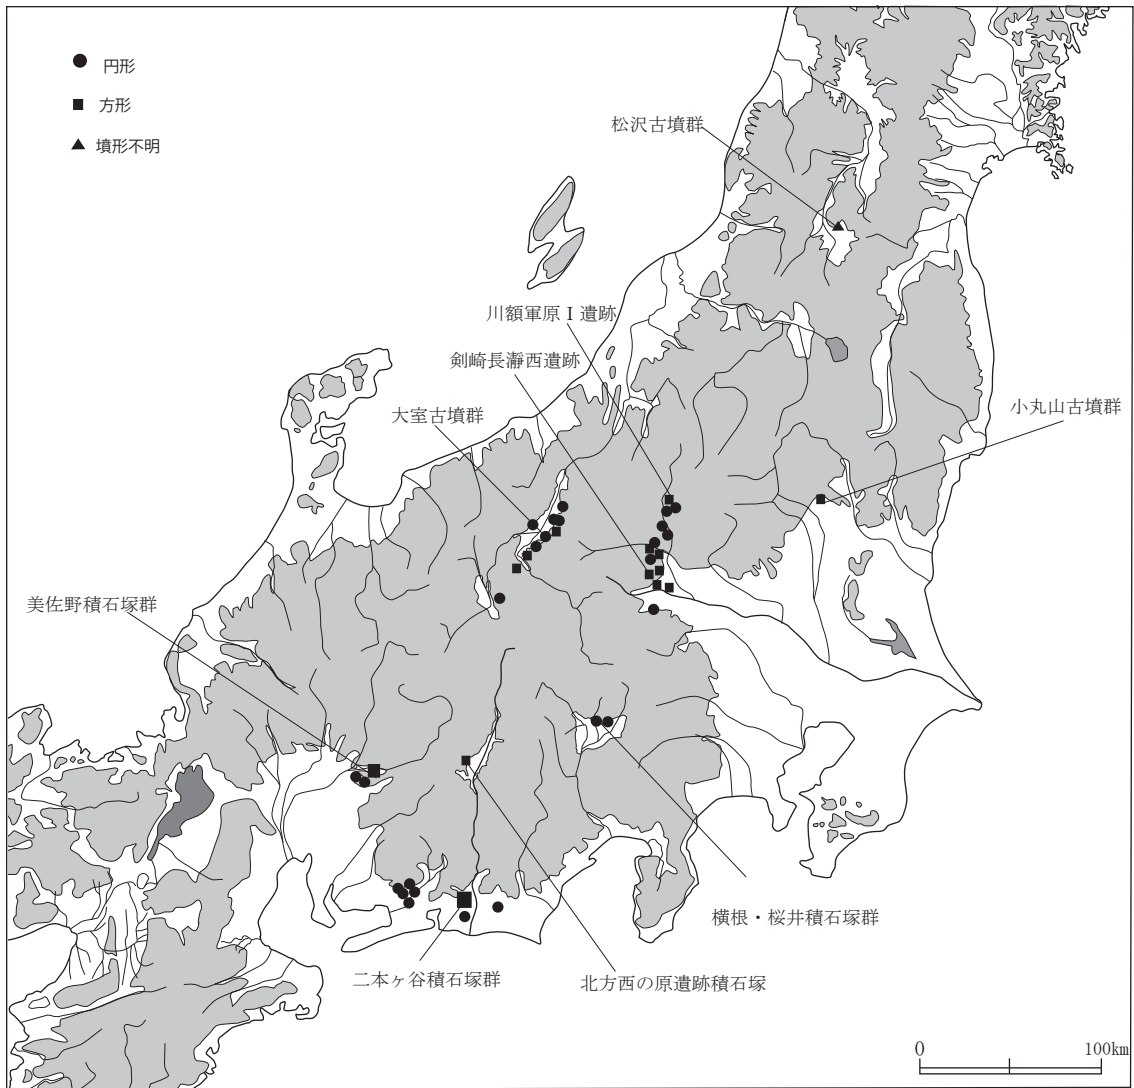 円形
方形
墳形不明
松沢古墳群
川額軍原Ⅰ遺跡
剣崎長瀞西遺跡
大室古墳群
小丸山古墳群
美佐野積石塚群
横根・桜井積石塚群
二本ヶ谷積石塚群
北方西の原遺跡積石塚
0 100km